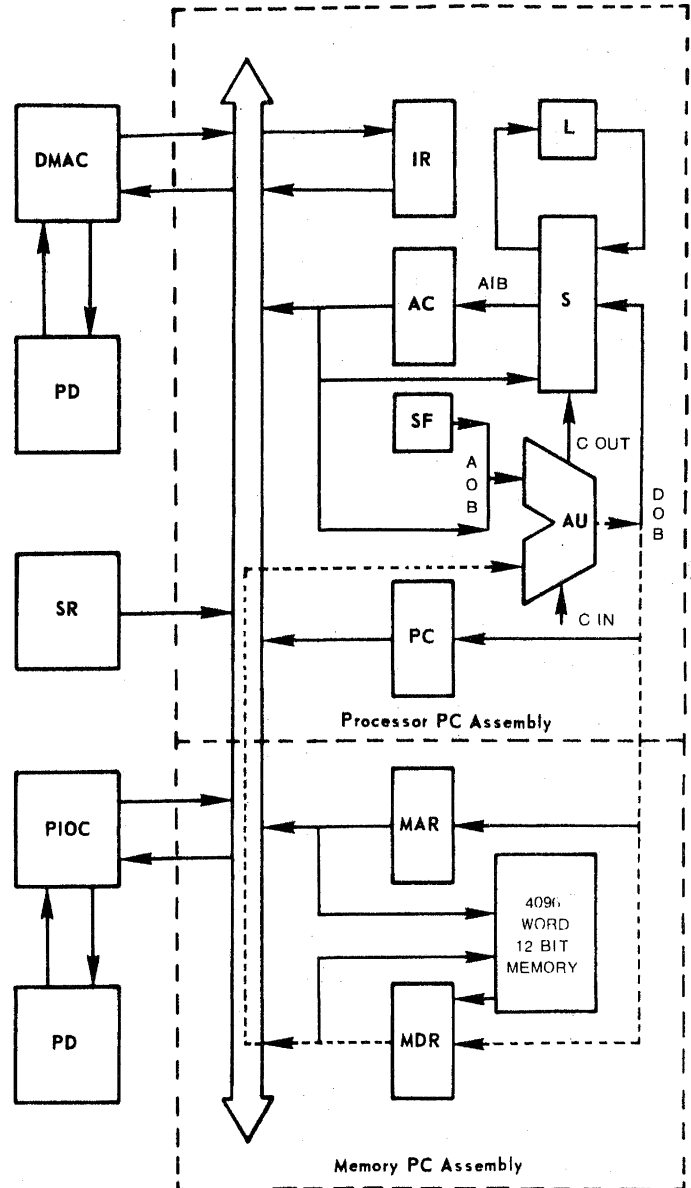 DMAC
IR
L
AC
AIB
S
PD
SF
C OUT
A
O
B
AU
D
O
B
SR
PC
C IN
Processor PC Assembly
PIOC
MAR
4096
WORD
12 BIT
MEMORY
PD
MDR
Memory PC Assembly